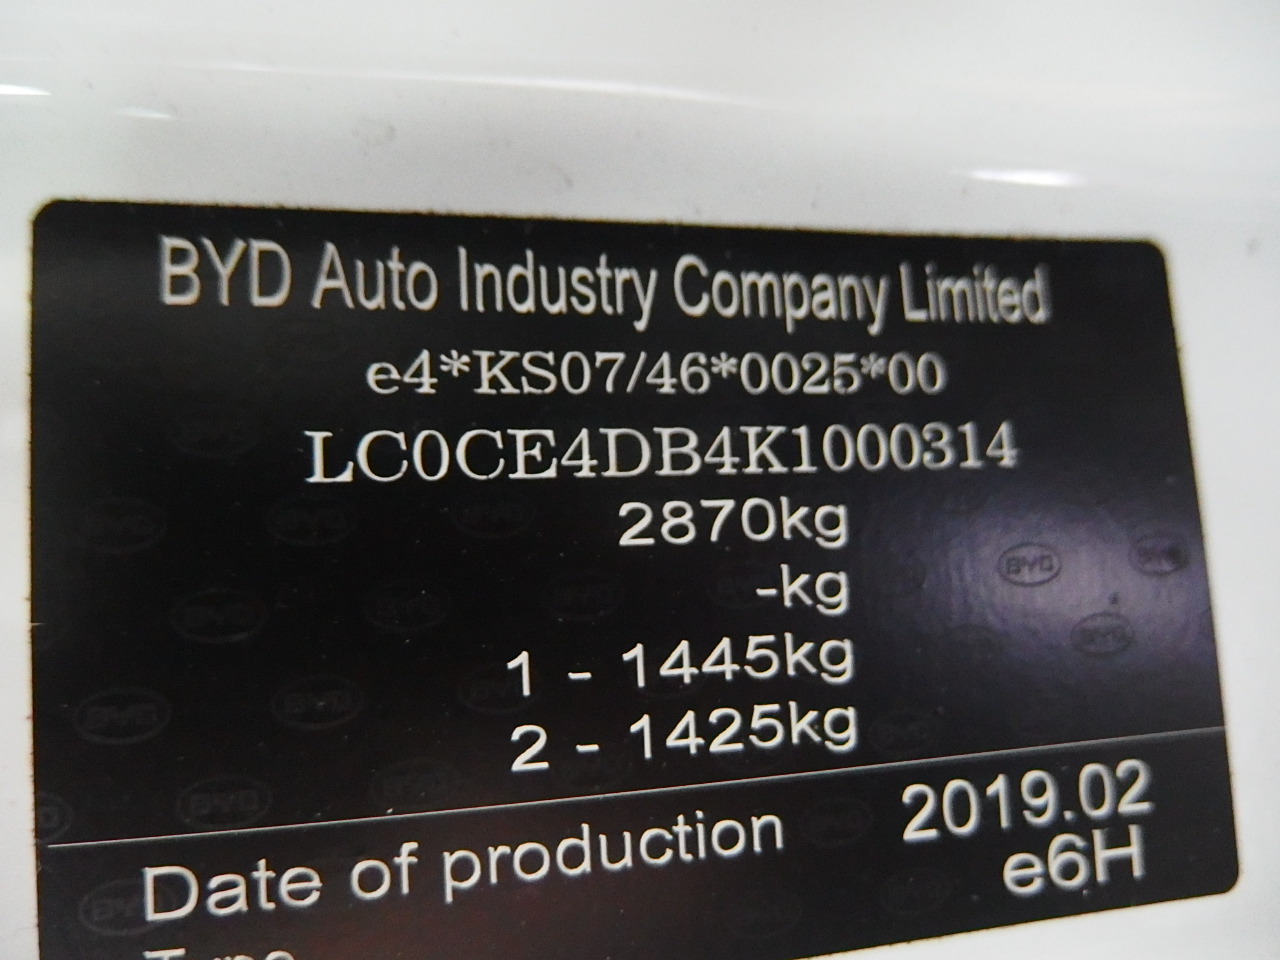 BYD Auto Industry Company Limited
e4*KS07/46*0025*00
LC0CE4DB4K1000314
2870kg
-kg
1 - 1445kg
2 - 1425kg
Date of production 2019.02
Type e6H